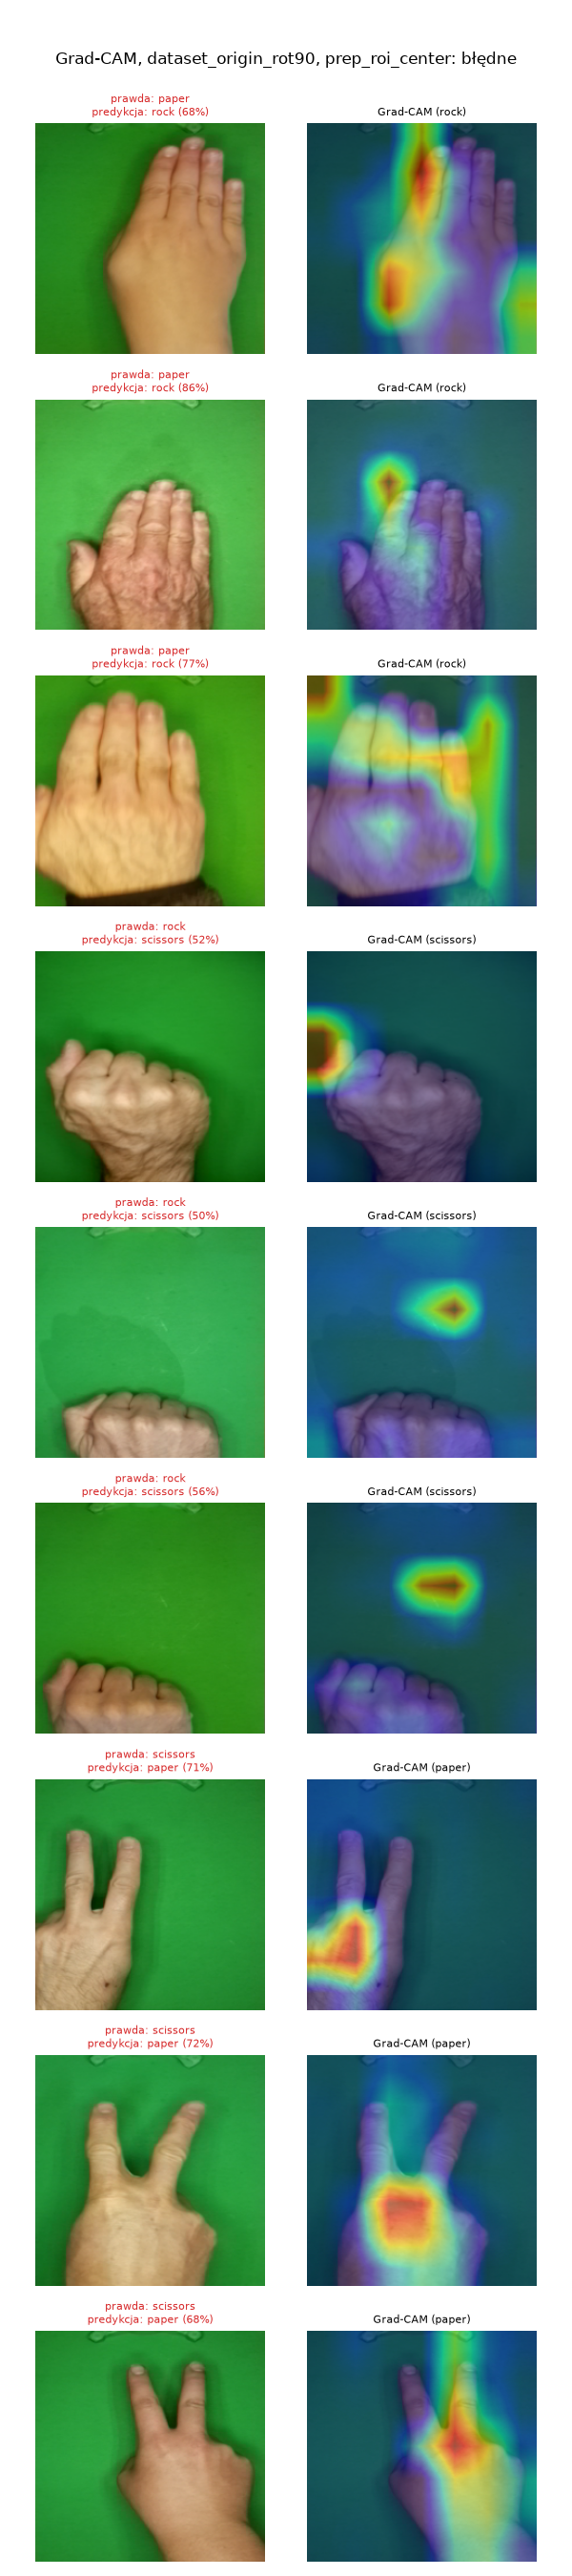 Grad-CAM, dataset_origin_rot90, prep_roi_center: błędne
prawda: paper
predykcja: rock (68%)
Grad-CAM (rock)
prawda: paper
predykcja: rock (86%)
Grad-CAM (rock)
prawda: paper
predykcja: rock (77%)
Grad-CAM (rock)
prawda: rock
predykcja: scissors (52%)
Grad-CAM (scissors)
prawda: rock
predykcja: scissors (50%)
Grad-CAM (scissors)
prawda: rock
predykcja: scissors (56%)
Grad-CAM (scissors)
prawda: scissors
predykcja: paper (71%)
Grad-CAM (paper)
prawda: scissors
predykcja: paper (72%)
Grad-CAM (paper)
prawda: scissors
predykcja: paper (68%)
Grad-CAM (paper)